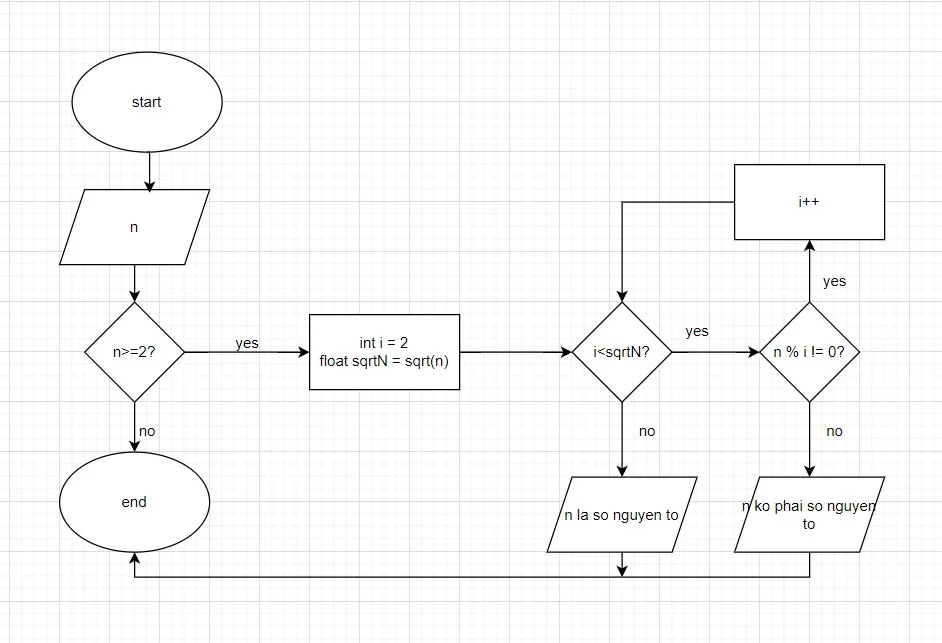 start
n
n>=2?
yes
no
end
int i = 2
float sqrtN = sqrt(n)
i<sqrtN?
yes
no
n la so nguyen to
n % i != 0?
yes
i++
no
n ko phai so nguyen
to